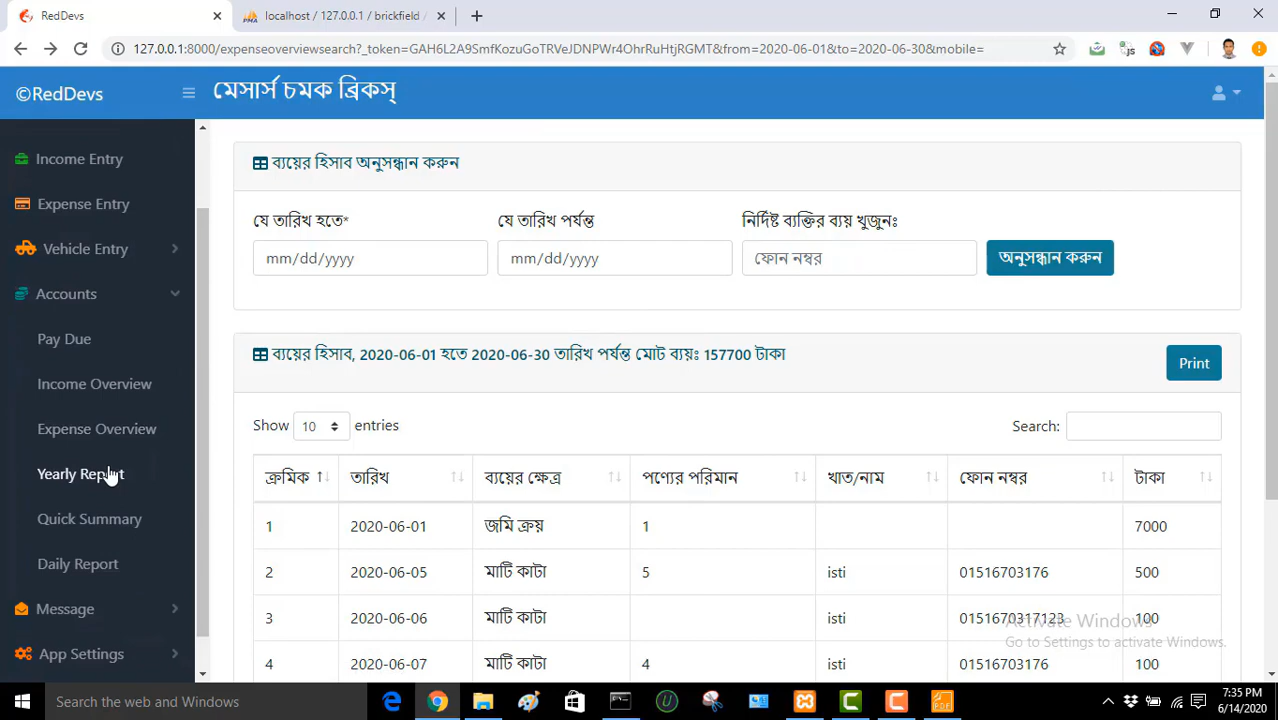 RedDevs
localhost / 127.0.0.1 / brickfield
127.0.0.1:8000/expenseoverviewsearch?_token=GAH6L2A9SmfKozuGoTRVeJDNPWr4OhrRuHtjRGMT&from=2020-06-01&to=2020-06-30&mobile=
©RedDevs
মেসার্স চমক ব্রিকস্
Income Entry
Expense Entry
Vehicle Entry
Accounts
Pay Due
Income Overview
Expense Overview
Yearly Report
Quick Summary
Daily Report
Message
App Settings
ব্যয়ের হিসাব অনুসন্ধান করুন
যে তারিখ হতে* যে তারিখ পর্যন্ত নির্দিষ্ট ব্যক্তির ব্যয় খুজুনঃ
mm/dd/yyyy mm/dd/yyyy ফোন নম্বর অনুসন্ধান করুন
ব্যয়ের হিসাব, 2020-06-01 হতে 2020-06-30 তারিখ পর্যন্ত মোট ব্যয়ঃ 157700 টাকা
Print
Show 10 entries Search:
ক্রমিক তারিখ ব্যয়ের ক্ষেত্র পণ্যের পরিমান খাত/নাম ফোন নম্বর টাকা
1 2020-06-01 জমি ক্রয় 1 7000
2 2020-06-05 মাটি কাটা 5 isti 01516703176 500
3 2020-06-06 মাটি কাটা isti 0151670317123 100
4 2020-06-07 মাটি কাটা 4 isti 01516703176 100
Activate Windows
Go to Settings to activate Windows.
Search the web and Windows
7:35 PM
6/14/2020